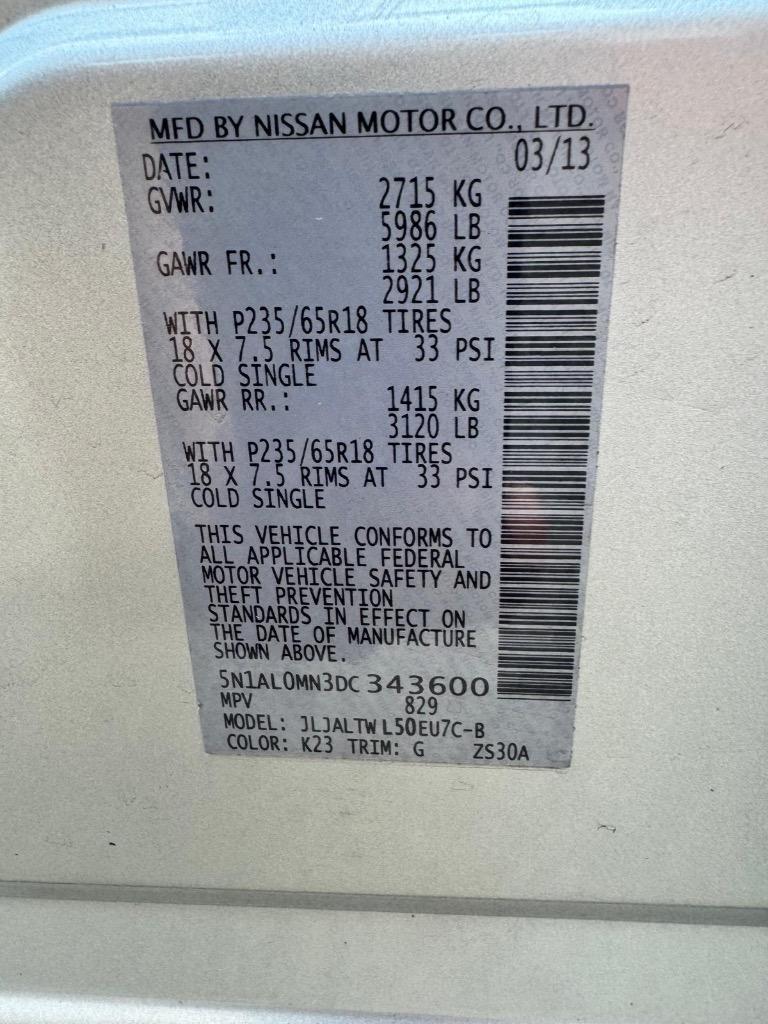 MFD BY NISSAN MOTOR CO., LTD.
DATE: 03/13
GVWR: 2715 KG
5986 LB
GAWR FR.: 1325 KG
2921 LB
WITH P235/65R18 TIRES
18 X 7.5 RIMS AT 33 PSI
COLD SINGLE
GAWR RR.: 1415 KG
3120 LB
WITH P235/65R18 TIRES
18 X 7.5 RIMS AT 33 PSI
COLD SINGLE
THIS VEHICLE CONFORMS TO
ALL APPLICABLE FEDERAL
MOTOR VEHICLE SAFETY AND
THEFT PREVENTION
STANDARDS IN EFFECT ON
THE DATE OF MANUFACTURE
SHOWN ABOVE.
5N1AL0MN3DC343600
MPV 829
MODEL: JLJALTWL50EU7C-B
COLOR: K23 TRIM: G ZS30A